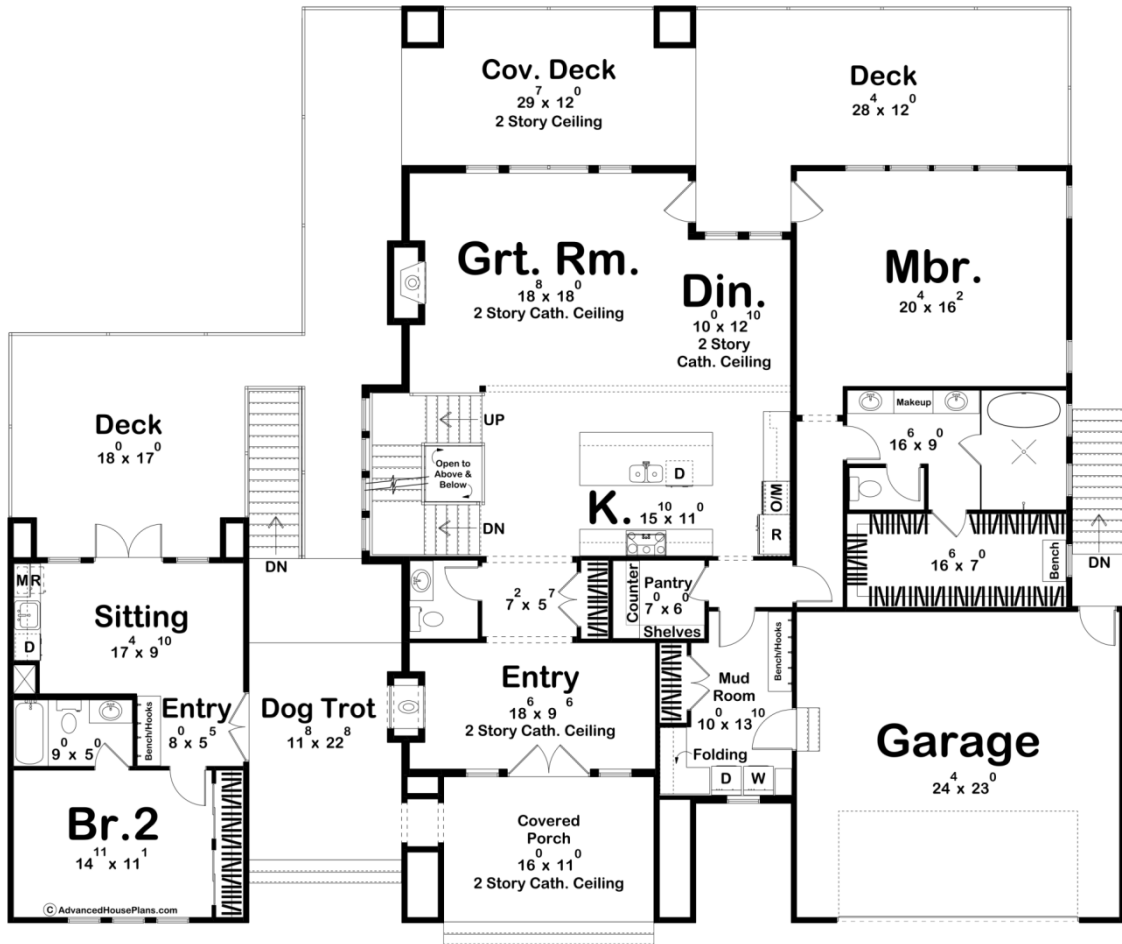 Cov. Deck
29⁷ x 12⁰
2 Story Ceiling
Deck
28⁴ x 12⁰
Grt. Rm.
18⁸ x 18⁰
2 Story Cath. Ceiling
Din.
10⁰ x 12¹⁰
2 Story
Cath. Ceiling
Mbr.
20⁴ x 16²
Deck
18⁰ x 17⁰
UP
Open to
Above &
Below
DN
D
K. 15¹⁰ x 11⁰
O/M
R
Makeup
16⁶ x 9⁰
16⁶ x 7⁰
Bench
DN
DN
M R
D
Sitting
17⁴ x 9¹⁰
7² x 5⁷
Counter
Pantry
7⁰ x 6⁰
Shelves
Entry
8⁰ x 5⁵
Bench/Hooks
9⁰ x 5⁰
Dog Trot
11⁸ x 22⁸
Entry
18⁶ x 9⁶
2 Story Cath. Ceiling
Mud
Room
10⁰ x 13¹⁰
Bench/Hooks
Folding
D
W
Garage
24⁴ x 23⁰
Br.2
14¹¹ x 11¹
Covered
Porch
16⁰ x 11⁰
2 Story Cath. Ceiling
© AdvancedHousePlans.com